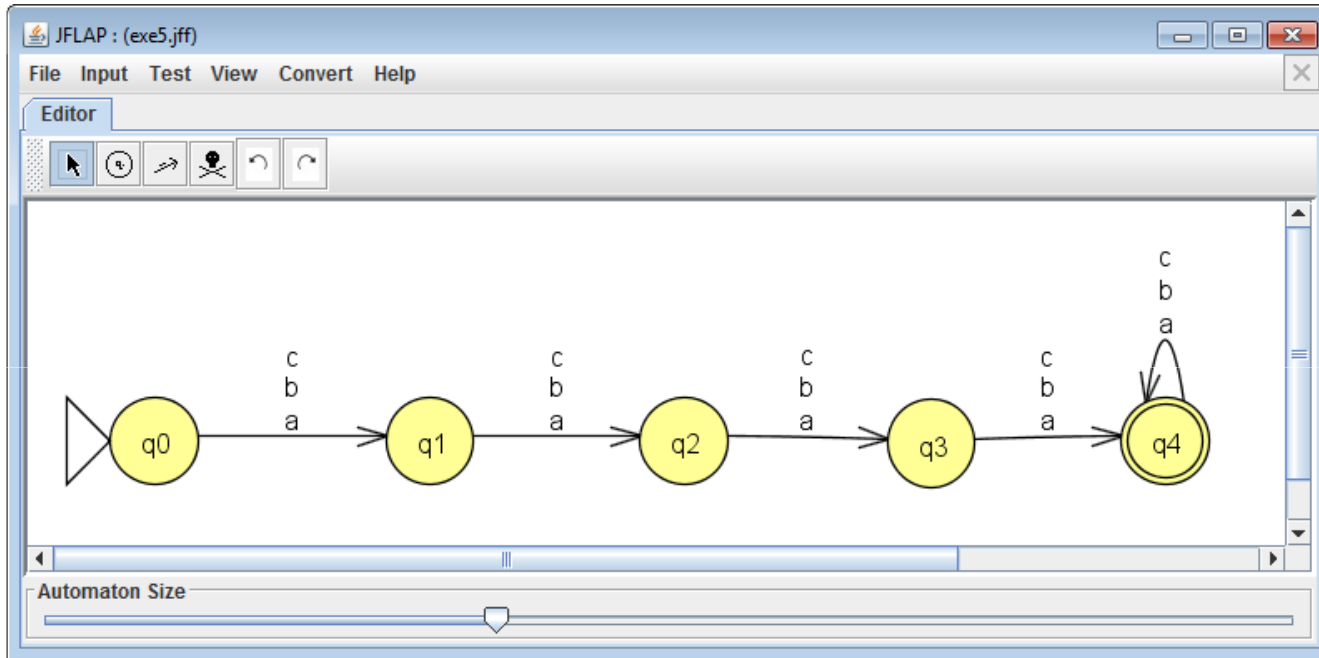 JFLAP : (exe5.jff)
File Input Test View Convert Help
Editor
c
b
a
c
b
a
c
b
a
c
b
a
c
b
a
q0
q1
q2
q3
q4
Automaton Size